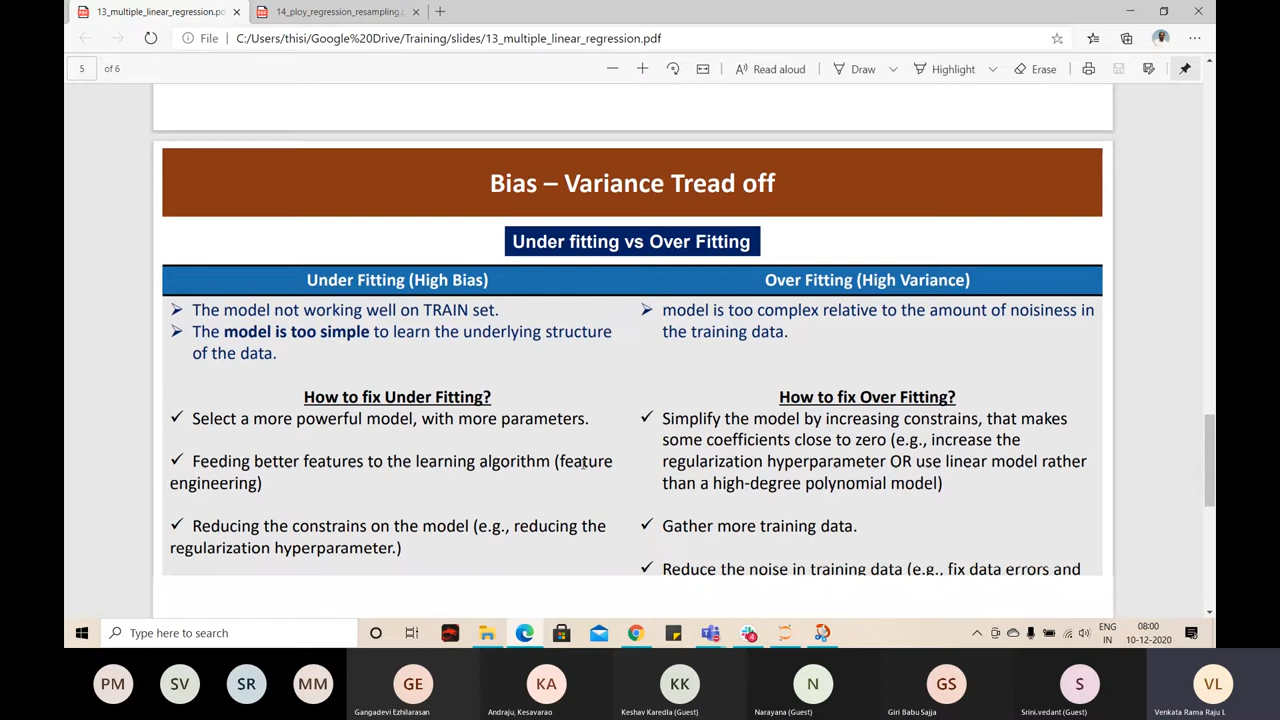 13_multiple_linear_regression.pd
14_ploy_regression_resampling.p
File
C:/Users/thisi/Google%20Drive/Training/slides/13_multiple_linear_regression.pdf
5 of 6
Read aloud
Draw
Highlight
Erase
Bias – Variance Tread off
Under fitting vs Over Fitting
Under Fitting (High Bias)
The model not working well on TRAIN set.
The model is too simple to learn the underlying structure
of the data.
How to fix Under Fitting?
Select a more powerful model, with more parameters.
Feeding better features to the learning algorithm (feature
engineering)
Reducing the constrains on the model (e.g., reducing the
regularization hyperparameter.)
Over Fitting (High Variance)
model is too complex relative to the amount of noisiness in
the training data.
How to fix Over Fitting?
Simplify the model by increasing constrains, that makes
some coefficients close to zero (e.g., increase the
regularization hyperparameter OR use linear model rather
than a high-degree polynomial model)
Gather more training data.
Reduce the noise in training data (e.g., fix data errors and
Type here to search
4
ENG
IN
08:00
10-12-2020
PM
SV
SR
MM
GE
Gangadevi Ezhilarasan
KA
Andraju, Kesavarao
KK
Keshav Karedla (Guest)
N
Narayana (Guest)
GS
Giri Babu Sajja
S
Srini.vedant (Guest)
VL
Venkata Rama Raju L